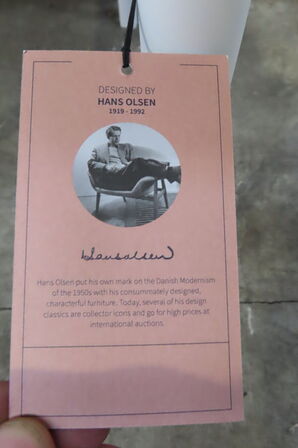 DESIGNED BY
HANS OLSEN
1919 - 1992
Hansolsen
Hans Olsen put his own mark on the Danish Modernism
of the 1950s with his consummately designed,
characterful furniture. Today, several of his design
classics are collector icons and go for high prices at
international auctions.